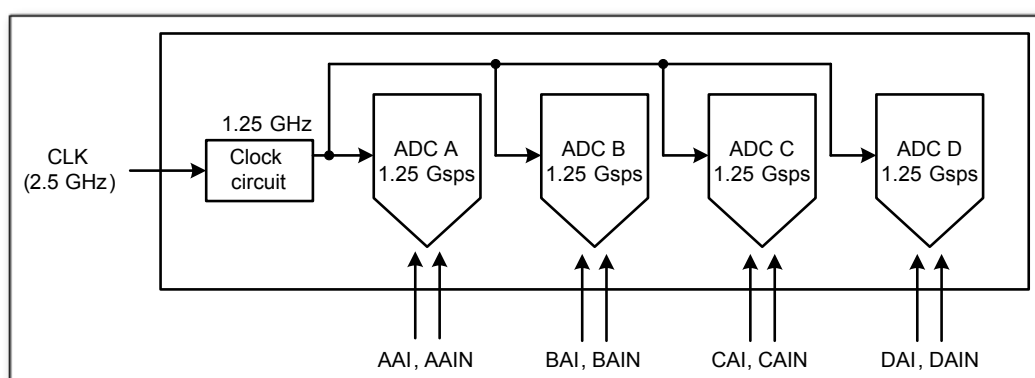 1.25 GHz
CLK
(2.5 GHz)
Clock
circuit
ADC A
1.25 Gsps
ADC B
1.25 Gsps
ADC C
1.25 Gsps
ADC D
1.25 Gsps
AAI, AAIN
BAI, BAIN
CAI, CAIN
DAI, DAIN